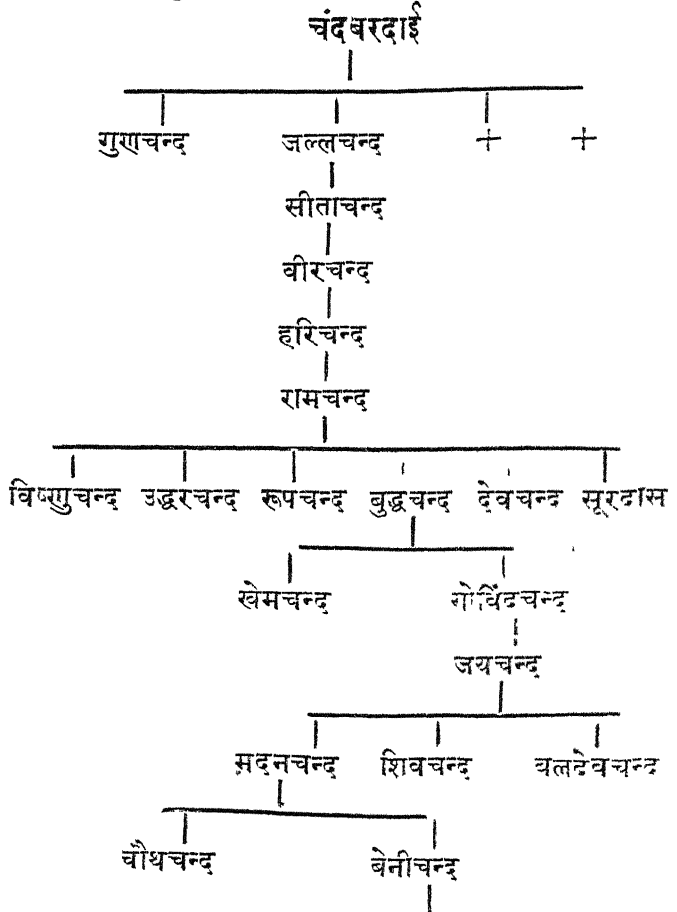 चंदबरदाई
गुणचन्द जल्लचन्द + +
सीताचन्द
वीरचन्द
हरिचन्द
रामचन्द
विष्णुचन्द उद्धरचन्द रूपचन्द बुद्धचन्द देवचन्द सूरदास
खेमचन्द गोविंदचन्द
जयचन्द
मदनचन्द शिवचन्द बलदेवचन्द
चौथचन्द बेनीचन्द